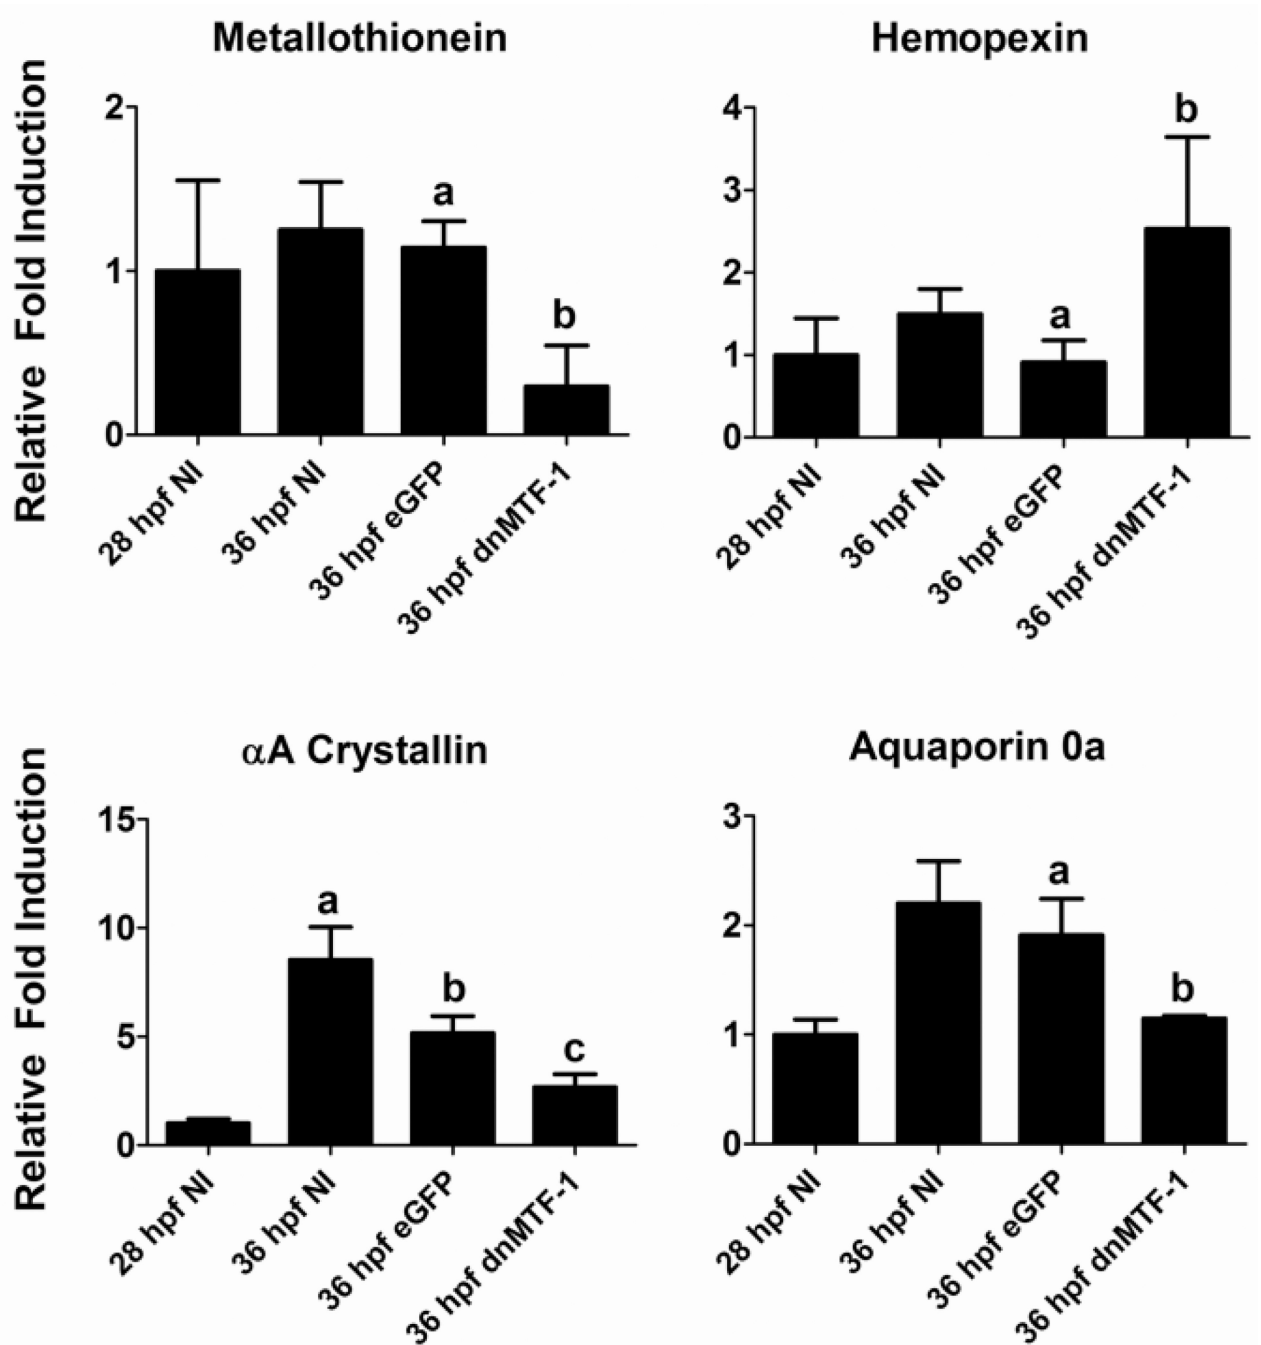 Metallothionein
Relative Fold Induction
2
1
0
a
b
28 hpf NI
36 hpf NI
36 hpf eGFP
36 hpf dnMTF-1
Hemopexin
4
3
2
1
0
a
b
28 hpf NI
36 hpf NI
36 hpf eGFP
36 hpf dnMTF-1
αA Crystallin
Relative Fold Induction
15
10
5
0
a
b
c
28 hpf NI
36 hpf NI
36 hpf eGFP
36 hpf dnMTF-1
Aquaporin 0a
3
2
1
0
a
b
28 hpf NI
36 hpf NI
36 hpf eGFP
36 hpf dnMTF-1